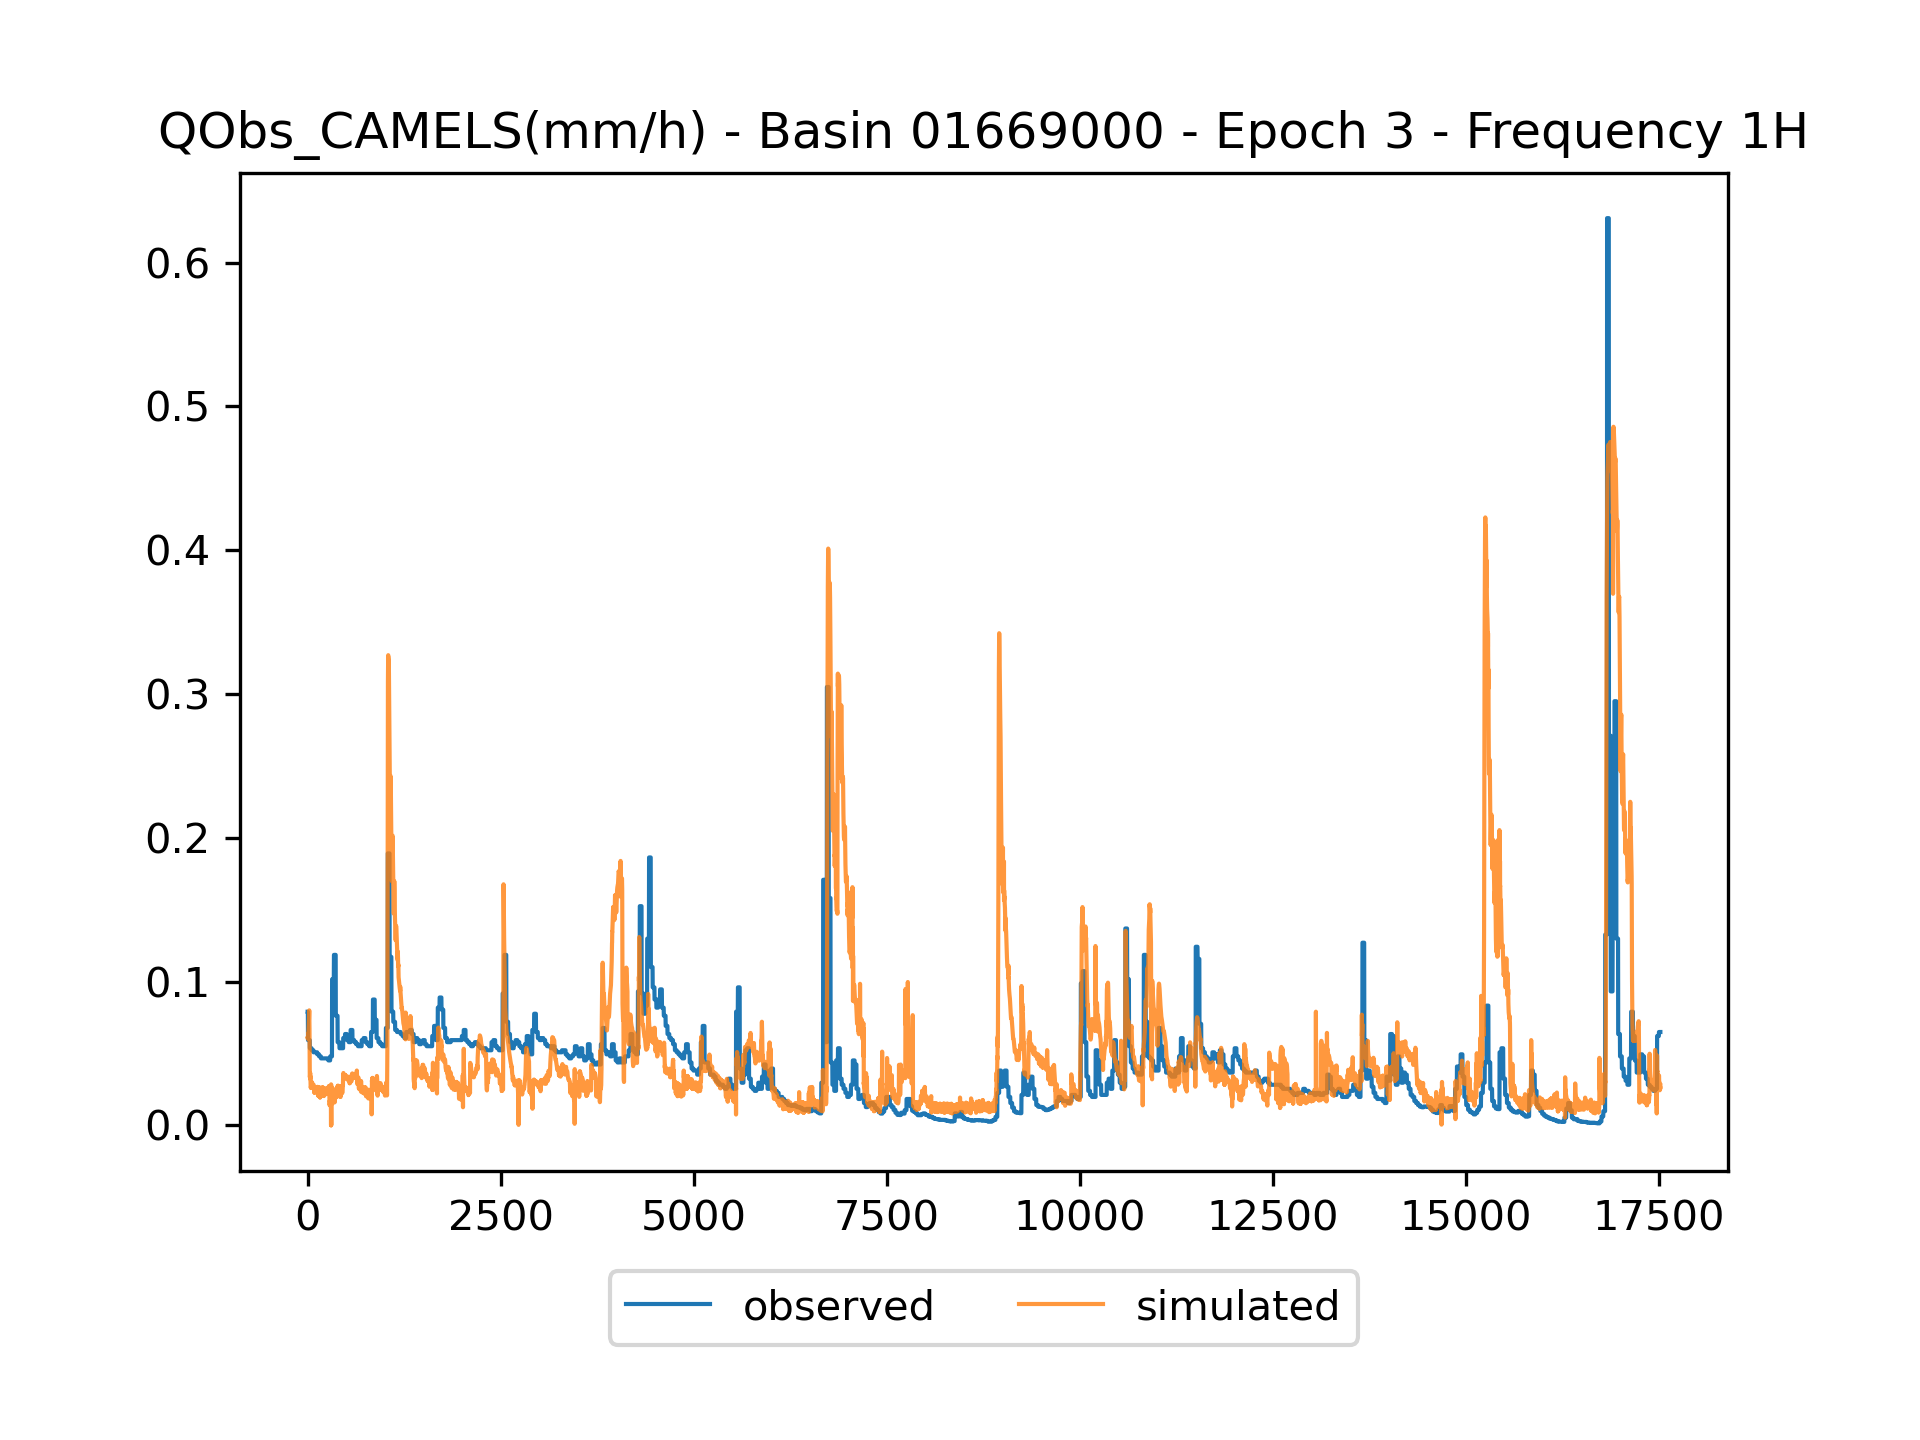 QObs_CAMELS(mm/h) - Basin 01669000 - Epoch 3 - Frequency 1H
0.6
0.5
0.4
0.3
0.2
0.1
0.0
0 2500 5000 7500 10000 12500 15000 17500
observed simulated